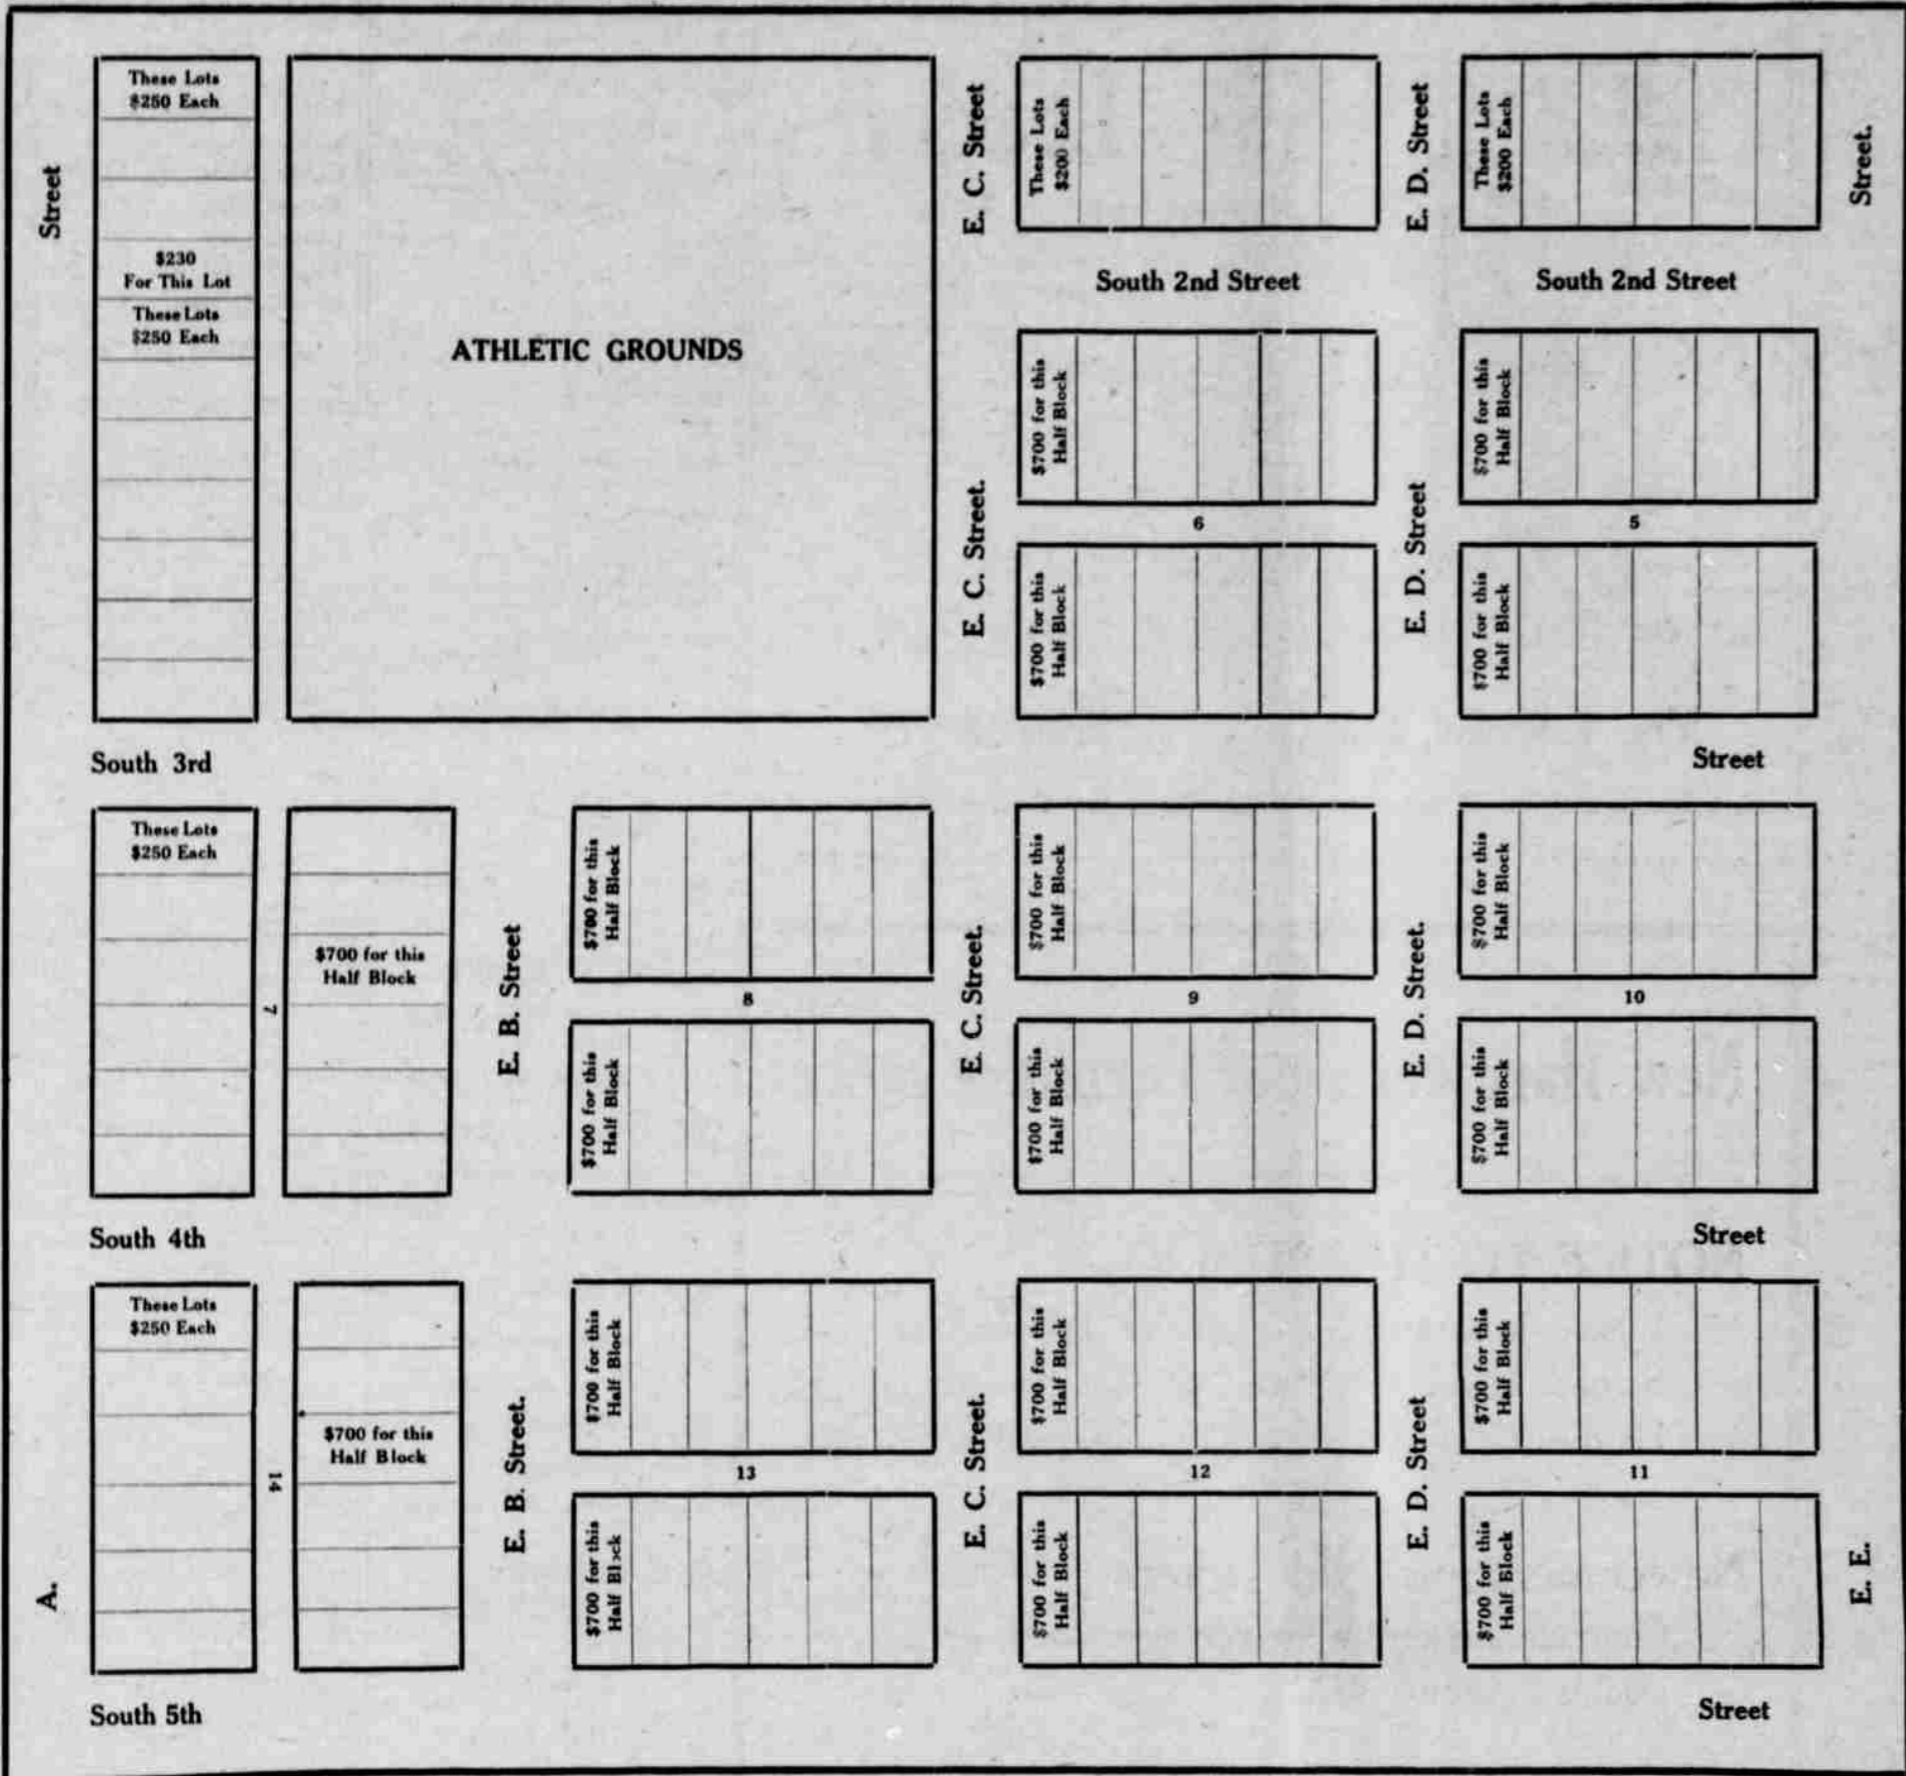 These Lots
$250 Each
Street
$230
For This Lot
These Lots
$250 Each
ATHLETIC GROUNDS
E. C. Street
These Lots
$200 Each
E. D. Street
These Lots
$200 Each
Street.
South 2nd Street
South 2nd Street
$700 for this
Half Block
$700 for this
Half Block
E. C. Street.
6
E. D. Street
5
$700 for this
Half Block
$700 for this
Half Block
South 3rd
Street
These Lots
$250 Each
7
$700 for this
Half Block
E. B. Street
$700 for this
Half Block
8
$700 for this
Half Block
E. C. Street.
$700 for this
Half Block
9
$700 for this
Half Block
E. D. Street.
$700 for this
Half Block
10
$700 for this
Half Block
South 4th
Street
These Lots
$250 Each
14
$700 for this
Half Block
E. B. Street.
$700 for this
Half Block
13
$700 for this
Half Block
E. C. Street.
$700 for this
Half Block
12
$700 for this
Half Block
E. D. Street
$700 for this
Half Block
11
$700 for this
Half Block
A.
E. E.
South 5th
Street